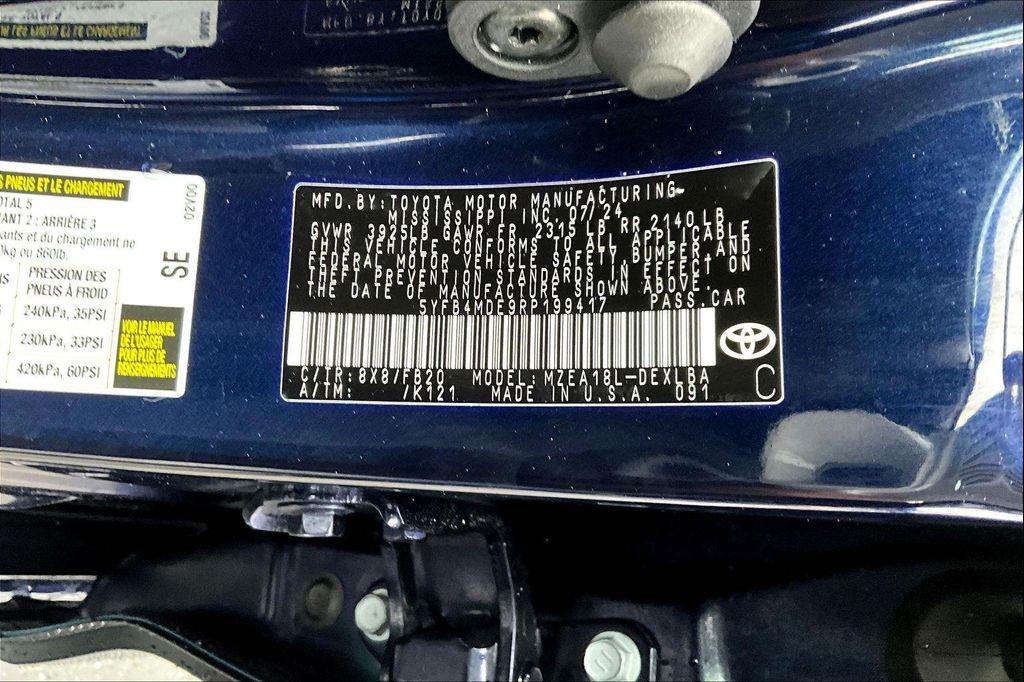 S PNEUS ET LE CHARGEMENT
OTAL 5
ANT 2 : ARRIÈRE 3
ants et du chargement ne
0kg ou 860lb.
PRESSION DES
PNEUS À FROID
240kPa, 35PSI
230kPa, 33PSI
420kPa, 60PSI
VOIR LE MANUEL
DE L'USAGER
POUR PLUS DE
RENSEIGNEMENTS
02V00
SE
MFD.BY:TOYOTA MOTOR MANUFACTURING
MISSISSIPPI INC.07/24
GVWR 3925LB GAWR FR 2315LB RR 2140LB
THIS VEHICLE CONFORMS TO ALL APPLICABLE
FEDERAL MOTOR VEHICLE SAFETY, BUMPER, AND
THEFT PREVENTION STANDARDS IN EFFECT ON
THE DATE OF MANUFACTURE SHOWN ABOVE.
5YFB4MDE9RP199417 PASS.CAR
C/TR:8X8/FB20 MODEL:MZEA18L-DEXLBA
A/TM: /K121 MADE IN U.S.A. 091
C